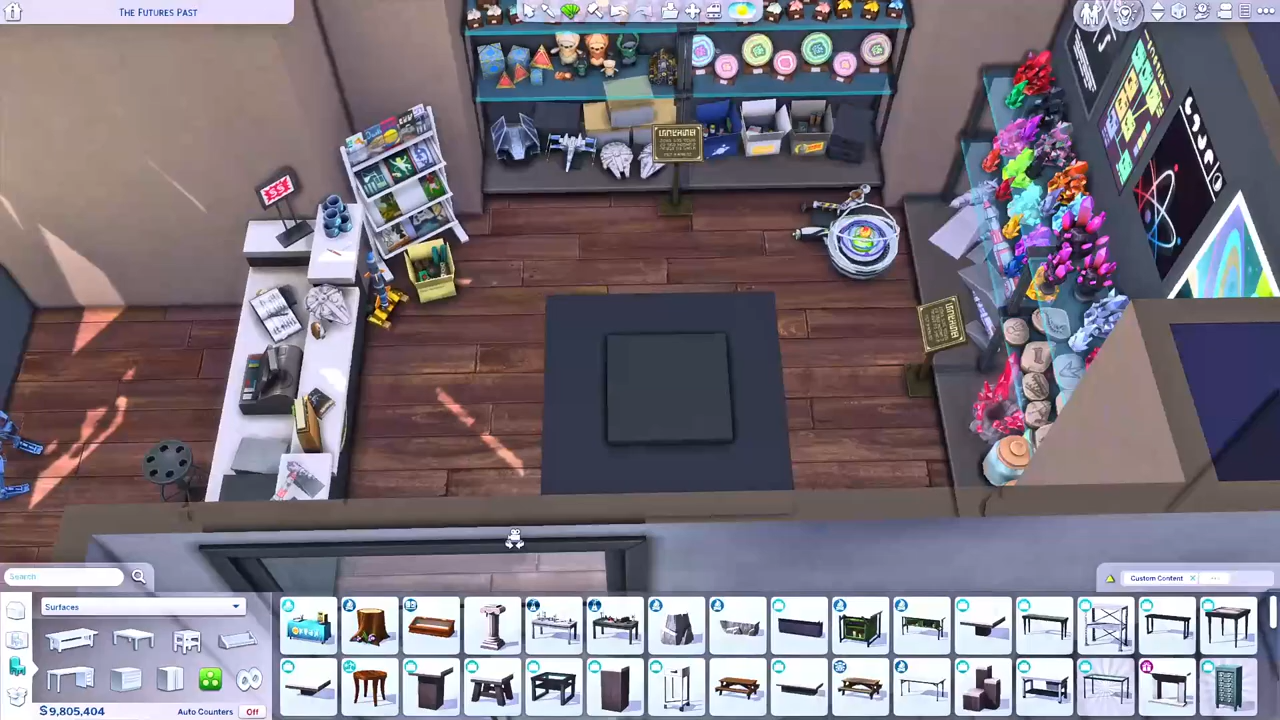 THE FUTURES PAST
$$
Search
Custom Content
Surfaces
$9,805,404
Auto Counters
Off